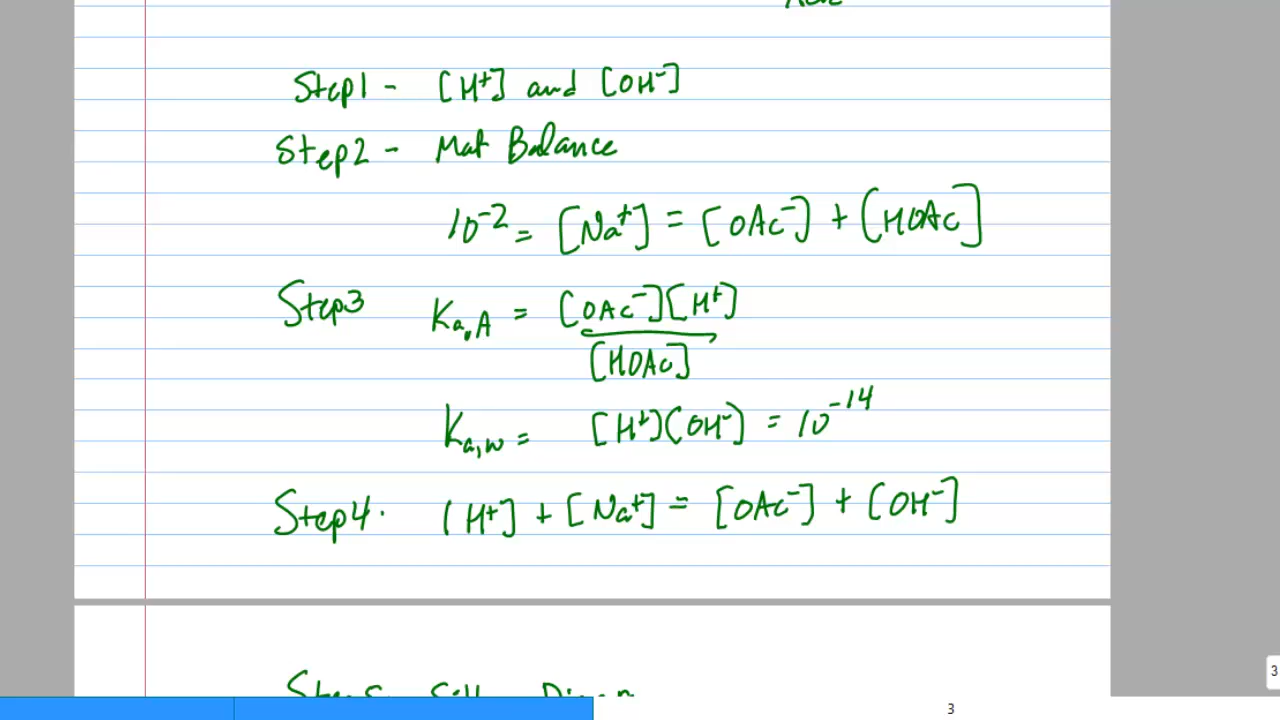 Step1 - [H⁺] and [OH⁻]
Step2 - Mat Balance
10⁻² = [Na⁺] = [OAc⁻] + [HOAc]
Step3 Ka,A = [OAc⁻][H⁺]
[HOAc]
Ka,w = [H⁺][OH⁻] = 10⁻¹⁴
Step4. [H⁺] + [Na⁺] = [OAc⁻] + [OH⁻]
3
3